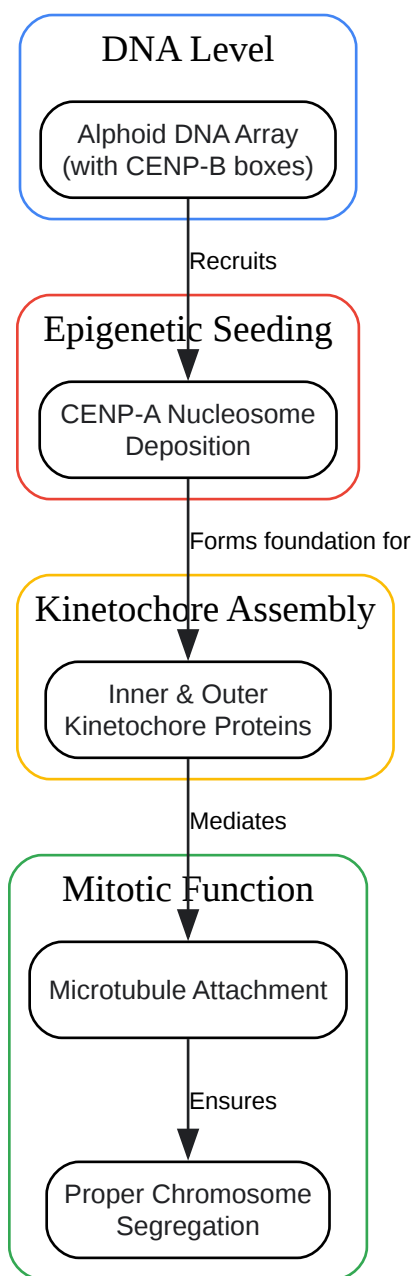 DNA Level
Alphoid DNA Array
(with CENP-B boxes)
Recruits
Epigenetic Seeding
CENP-A Nucleosome
Deposition
Forms foundation for
Kinetochore Assembly
Inner & Outer
Kinetochore Proteins
Mediates
Mitotic Function
Microtubule Attachment
Ensures
Proper Chromosome
Segregation